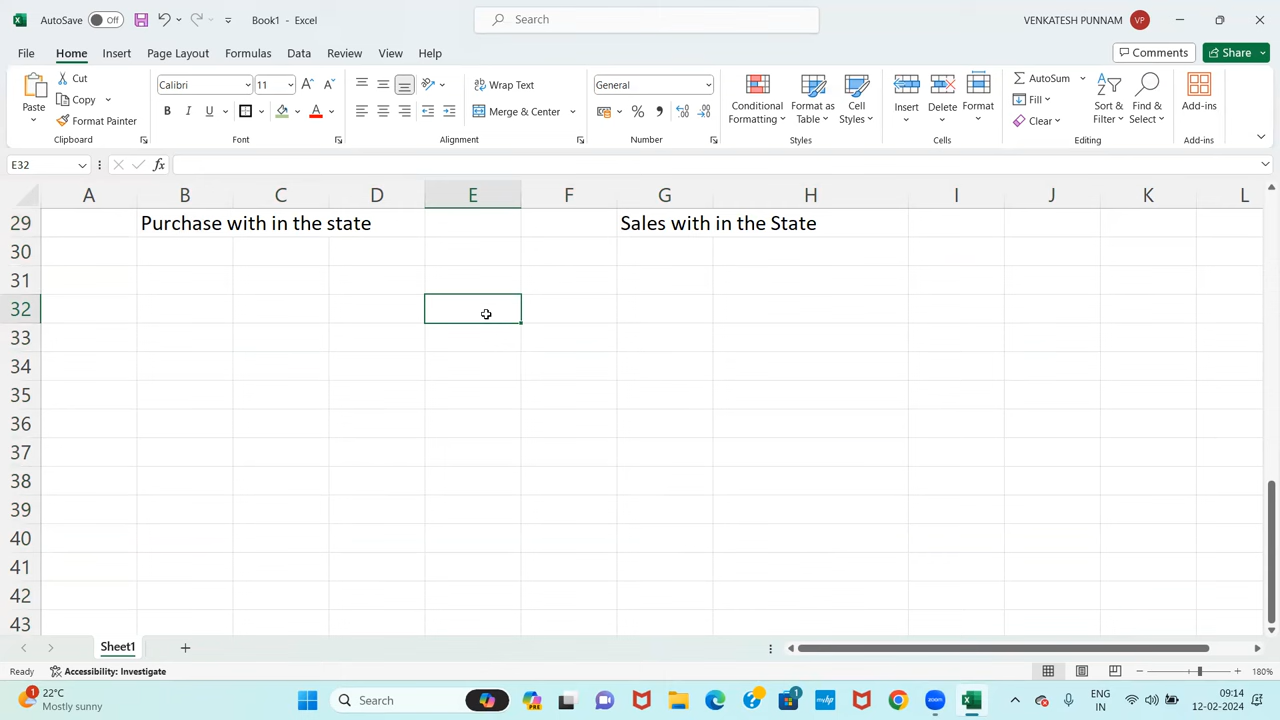 AutoSave Off Book1 - Excel Search VENKATESH PUNNAM VP
File Home Insert Page Layout Formulas Data Review View Help Comments Share
Paste Cut Copy Format Painter Clipboard
Calibri 11 B I U A Font
Wrap Text Merge & Center Alignment
General % , Number
Conditional Formatting Format as Table Cell Styles Styles
Insert Delete Format Cells
AutoSum Fill Clear Sort & Filter Find & Select Editing
Add-ins Add-ins
E32 fx
A B C D E F G H I J K L
29 Purchase with in the state Sales with in the State
30
31
32
33
34
35
36
37
38
39
40
41
42
43
Sheet1
Ready Accessibility: Investigate 180%
1 22°C Mostly sunny Search ENG IN 09:14 12-02-2024